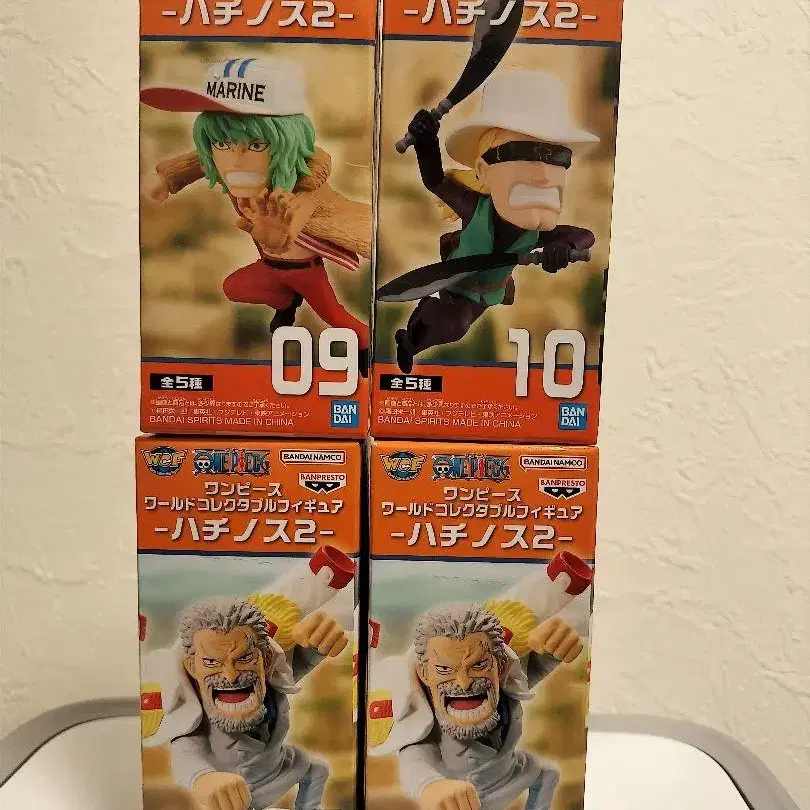 -ハチノス2-
MARINE
09
全5種
BANDAI SPIRITS MADE IN CHINA
BAN
DAI
-ハチノス2-
10
全5種
BANDAI SPIRITS MADE IN CHINA
BAN
DAI
WCF
ONE PIECE
BANDAI NAMCO
BANPRESTO
ワンピース
ワールドコレクタブルフィギュア
-ハチノス2-
WCF
ONE PIECE
BANDAI NAMCO
BANPRESTO
ワンピース
ワールドコレクタブルフィギュア
-ハチノス2-